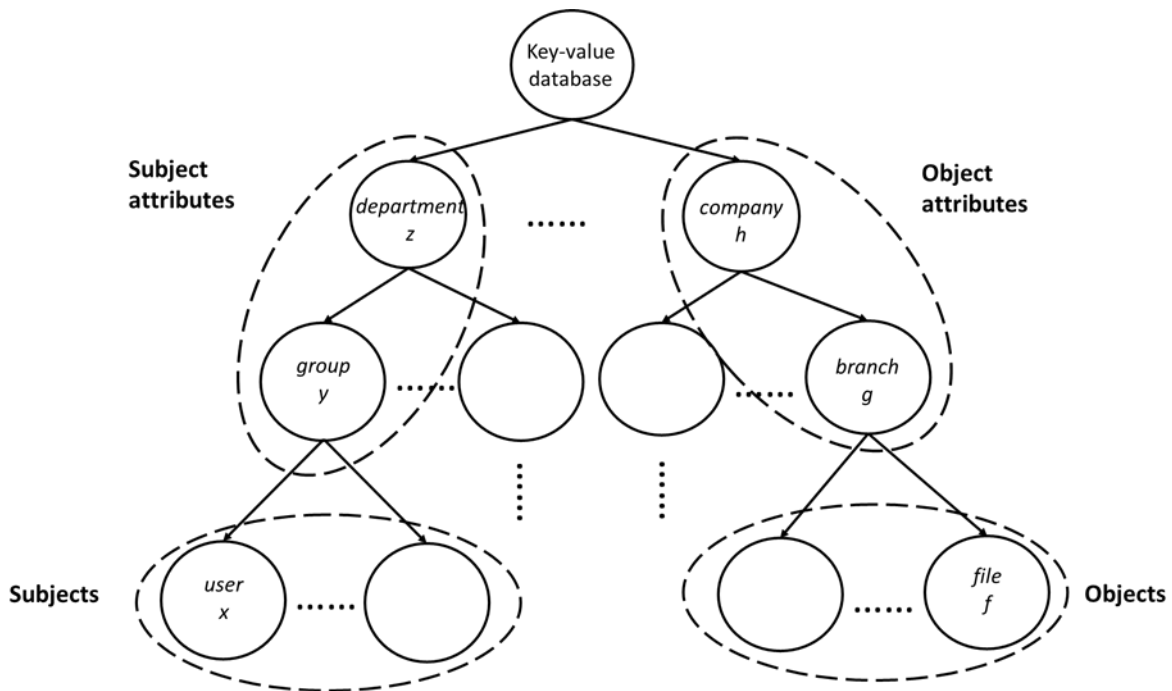 Key-value
database
Subject
attributes
Object
attributes
department
z
......
company
h
group
y
......
......
branch
g
......
......
Subjects
user
x
......
......
file
f
Objects